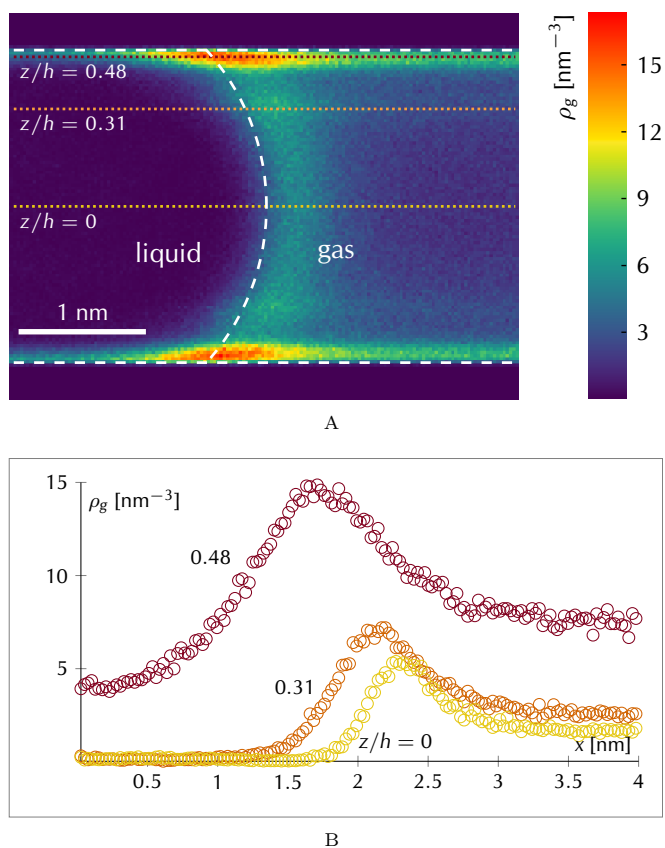 z/h = 0.48
z/h = 0.31
z/h = 0
liquid
gas
1 nm
ρg [nm−3]
15
12
9
6
3
A
15
ρg [nm−3]
0.48
10
5
0.31
z/h = 0
x [nm]
0.5
1
1.5
2
2.5
3
3.5
4
B